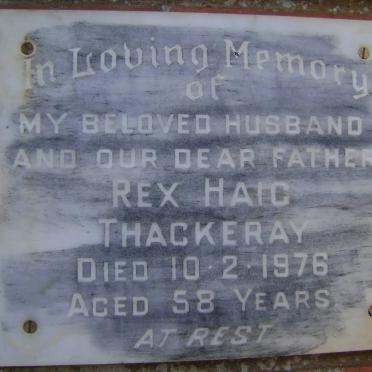 In Loving Memory
of
MY BELOVED HUSBAND
AND OUR DEAR FATHER
REX HAIG
THACKERAY
DIED 10·2·1976
AGED 58 YEARS
AT REST